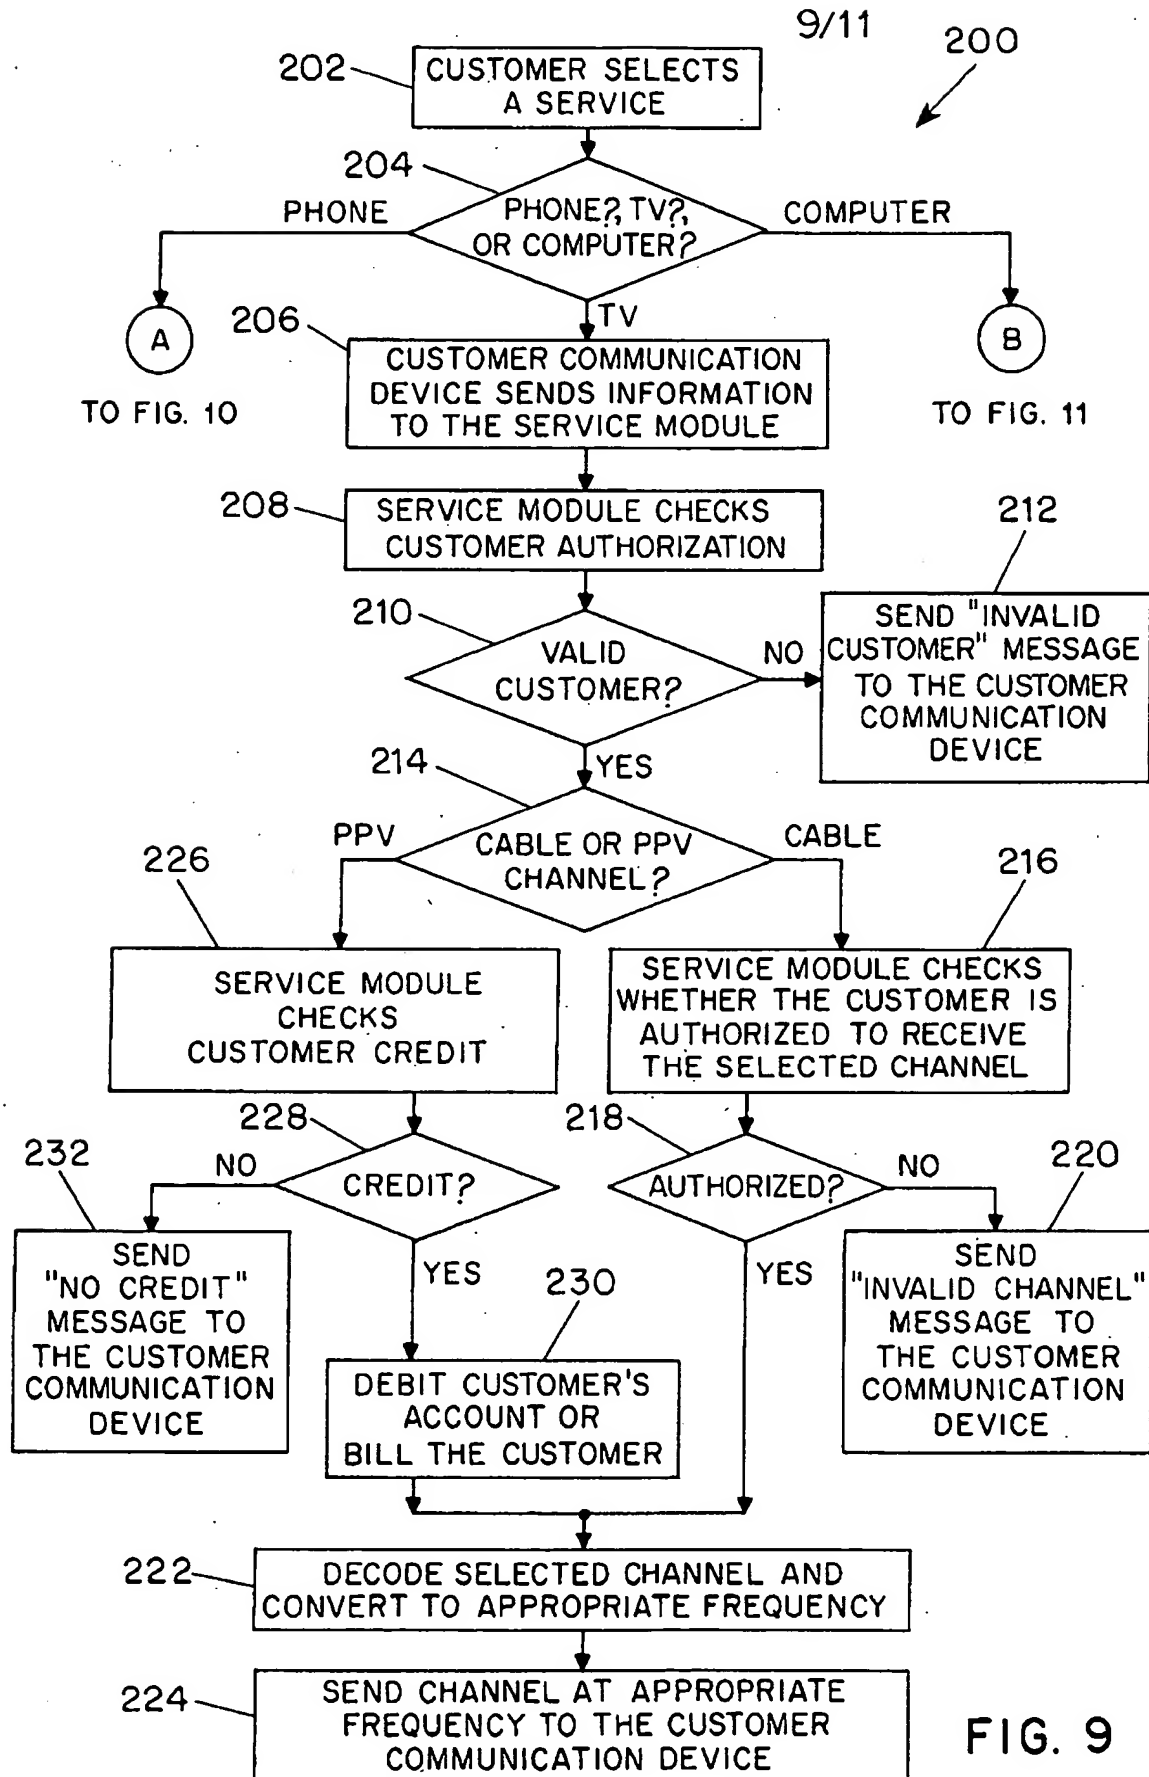 9/11
200
202
CUSTOMER SELECTS
A SERVICE
204
PHONE
PHONE?, TV?,
OR COMPUTER?
COMPUTER
TV
A
TO FIG. 10
B
TO FIG. 11
206
CUSTOMER COMMUNICATION
DEVICE SENDS INFORMATION
TO THE SERVICE MODULE
208
SERVICE MODULE CHECKS
CUSTOMER AUTHORIZATION
210
VALID
CUSTOMER?
NO
212
SEND "INVALID
CUSTOMER" MESSAGE
TO THE CUSTOMER
COMMUNICATION
DEVICE
YES
214
PPV
CABLE OR PPV
CHANNEL?
CABLE
226
SERVICE MODULE
CHECKS
CUSTOMER CREDIT
216
SERVICE MODULE CHECKS
WHETHER THE CUSTOMER IS
AUTHORIZED TO RECEIVE
THE SELECTED CHANNEL
228
CREDIT?
NO
232
SEND
"NO CREDIT"
MESSAGE TO
THE CUSTOMER
COMMUNICATION
DEVICE
YES
230
DEBIT CUSTOMER'S
ACCOUNT OR
BILL THE CUSTOMER
218
AUTHORIZED?
NO
220
SEND
"INVALID CHANNEL"
MESSAGE TO
THE CUSTOMER
COMMUNICATION
DEVICE
YES
222
DECODE SELECTED CHANNEL AND
CONVERT TO APPROPRIATE FREQUENCY
224
SEND CHANNEL AT APPROPRIATE
FREQUENCY TO THE CUSTOMER
COMMUNICATION DEVICE
FIG. 9